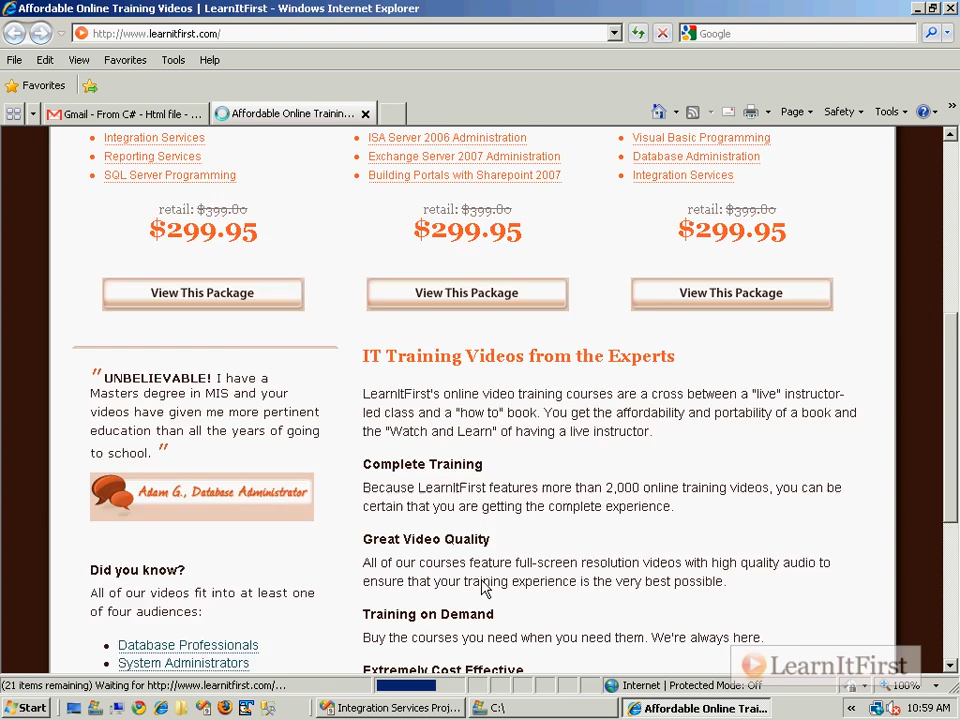 Affordable Online Training Videos | LearnItFirst - Windows Internet Explorer
http://www.learnitfirst.com/
Google
File Edit View Favorites Tools Help
Favorites
Gmail - From C# - Html file - ...
Affordable Online Trainin...
Page Safety Tools
Integration Services
Reporting Services
SQL Server Programming
retail: $399.80
$299.95
View This Package
ISA Server 2006 Administration
Exchange Server 2007 Administration
Building Portals with Sharepoint 2007
retail: $399.80
$299.95
View This Package
Visual Basic Programming
Database Administration
Integration Services
retail: $399.80
$299.95
View This Package
" UNBELIEVABLE! I have a
Masters degree in MIS and your
videos have given me more pertinent
education than all the years of going
to school. "
Adam G., Database Administrator
Did you know?
All of our videos fit into at least one
of four audiences:
Database Professionals
System Administrators
IT Training Videos from the Experts
LearnItFirst's online video training courses are a cross between a "live" instructor-
led class and a "how to" book. You get the affordability and portability of a book and
the "Watch and Learn" of having a live instructor.
Complete Training
Because LearnItFirst features more than 2,000 online training videos, you can be
certain that you are getting the complete experience.
Great Video Quality
All of our courses feature full-screen resolution videos with high quality audio to
ensure that your training experience is the very best possible.
Training on Demand
Buy the courses you need when you need them. We're always here.
Extremely Cost Effective
LearnItFirst
(21 items remaining) Waiting for http://www.learnitfirst.com/...
Internet | Protected Mode: Off
100%
Start
Integration Services Proj...
C:\
Affordable Online Trai...
10:59 AM